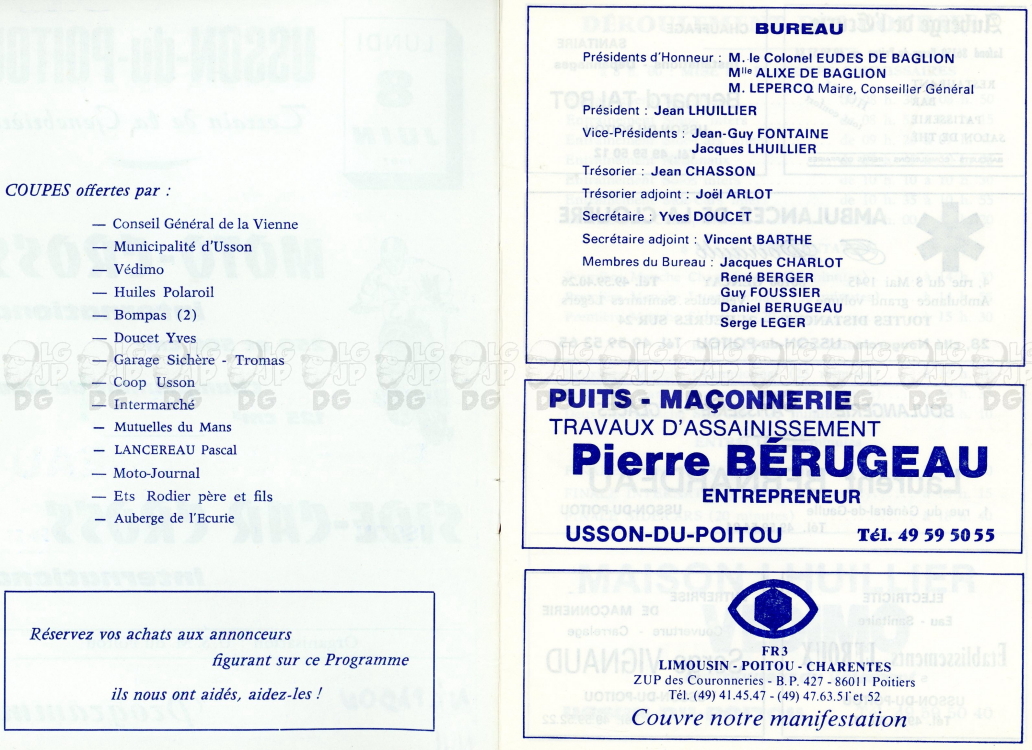 COUPES offertes par :
— Conseil Général de la Vienne
— Municipalité d'Usson
— Védimo
— Huiles Polaroil
— Bompas (2)
— Doucet Yves
— Garage Sichère - Tromas
— Coop Usson
— Intermarché
— Mutuelles du Mans
— LANCEREAU Pascal
— Moto-Journal
— Ets Rodier père et fils
— Auberge de l'Ecurie
Réservez vos achats aux annonceurs
figurant sur ce Programme
ils nous ont aidés, aidez-les !
BUREAU
Présidents d'Honneur : M. le Colonel EUDES DE BAGLION
Mlle ALIXE DE BAGLION
M. LEPERCQ Maire, Conseiller Général
Président : Jean LHUILLIER
Vice-Présidents : Jean-Guy FONTAINE
Jacques LHUILLIER
Trésorier : Jean CHASSON
Trésorier adjoint : Joël ARLOT
Secrétaire : Yves DOUCET
Secrétaire adjoint : Vincent BARTHE
Membres du Bureau : Jacques CHARLOT
René BERGER
Guy FOUSSIER
Daniel BERUGEAU
Serge LEGER
PUITS - MAÇONNERIE
TRAVAUX D'ASSAINISSEMENT
Pierre BÉRUGEAU
ENTREPRENEUR
USSON-DU-POITOU Tél. 49 59 50 55
FR3
LIMOUSIN - POITOU - CHARENTES
ZUP des Couronneries - B.P. 427 - 86011 Poitiers
Tél. (49) 41.45.47 - (49) 47.63.51 et 52
Couvre notre manifestation